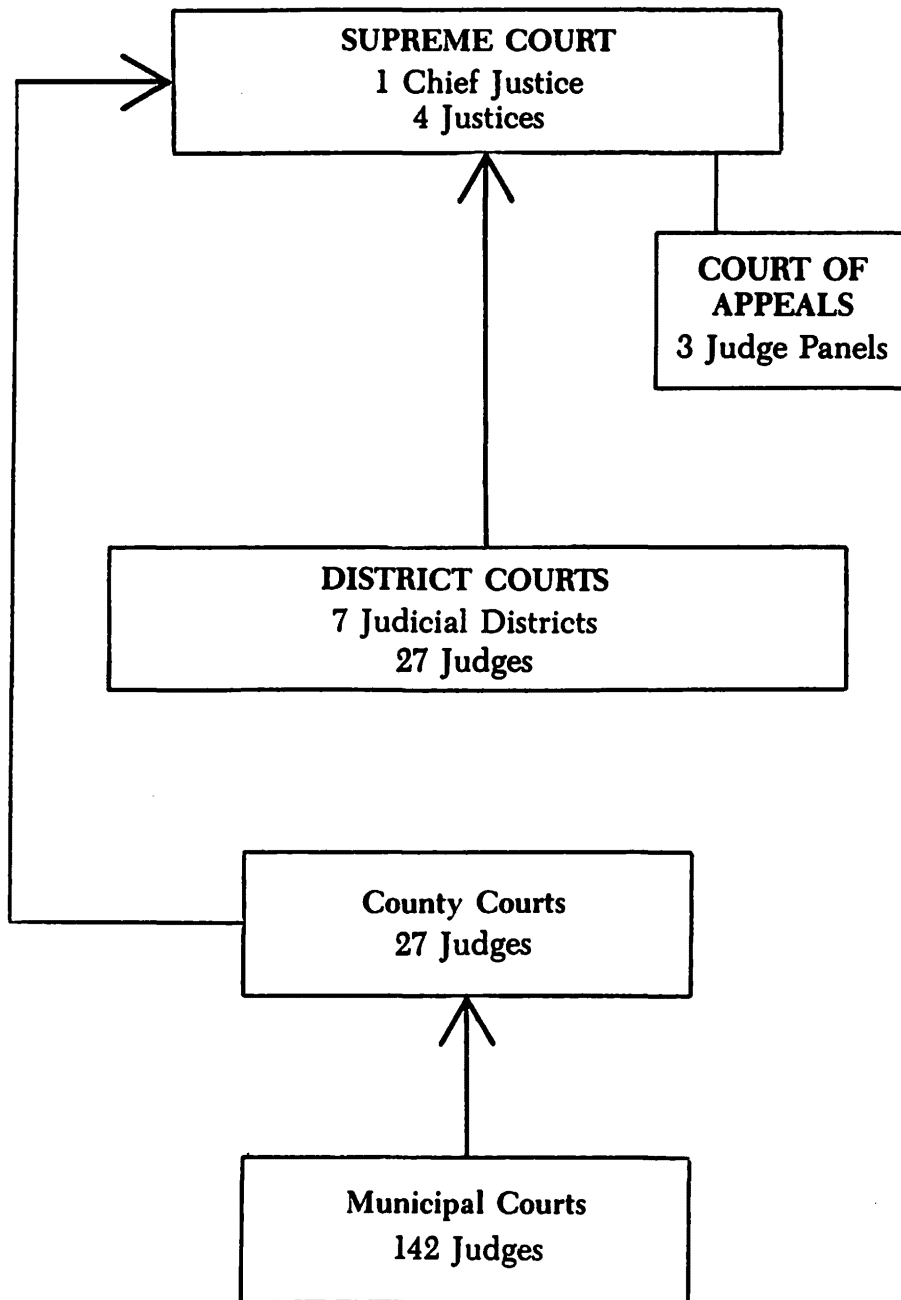 SUPREME COURT
1 Chief Justice
4 Justices
COURT OF
APPEALS
3 Judge Panels
DISTRICT COURTS
7 Judicial Districts
27 Judges
County Courts
27 Judges
Municipal Courts
142 Judges